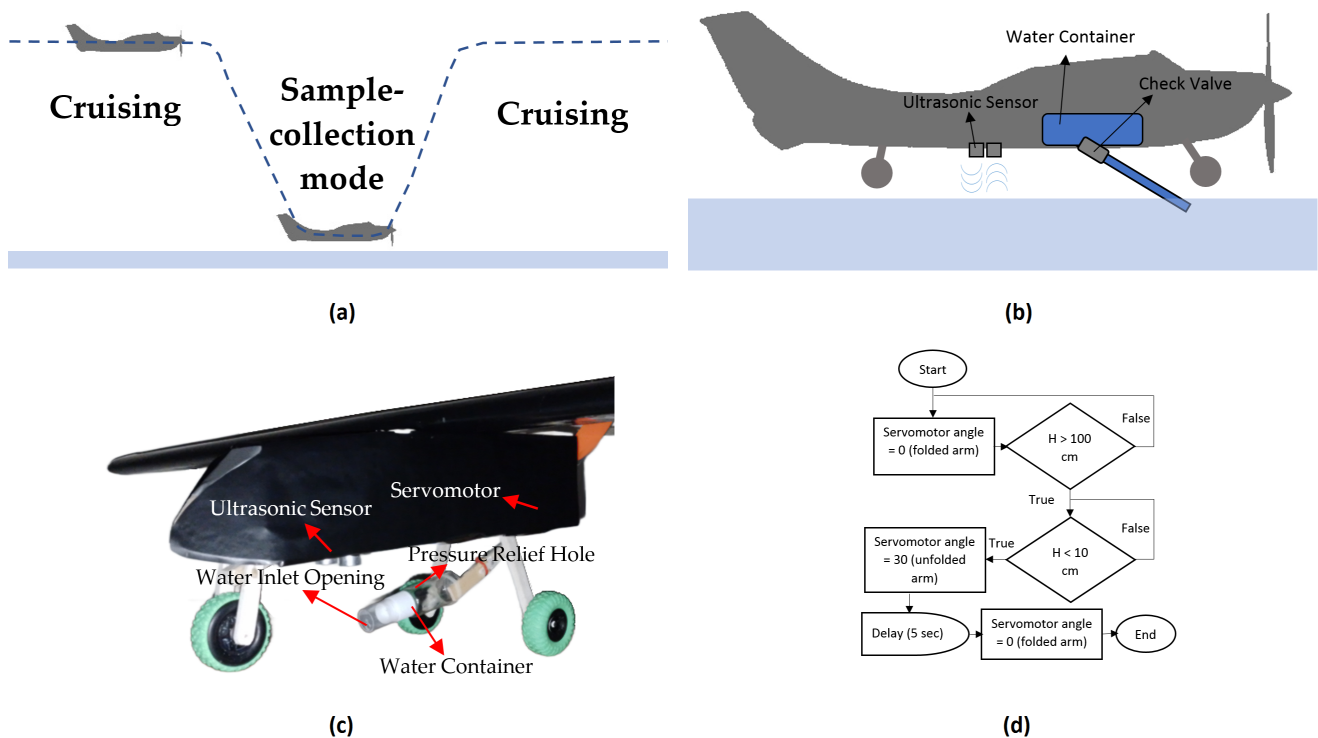 Cruising
Sample-
collection
mode
Cruising
(a)
Water Container
Check Valve
Ultrasonic Sensor
(b)
Servomotor
Ultrasonic Sensor
Pressure Relief Hole
Water Inlet Opening
Water Container
(c)
Start
False
Servomotor angle
= 0 (folded arm)
H > 100
cm
True
False
Servomotor angle
= 30 (unfolded
arm)
True
H < 10
cm
Delay (5 sec)
Servomotor angle
= 0 (folded arm)
End
(d)